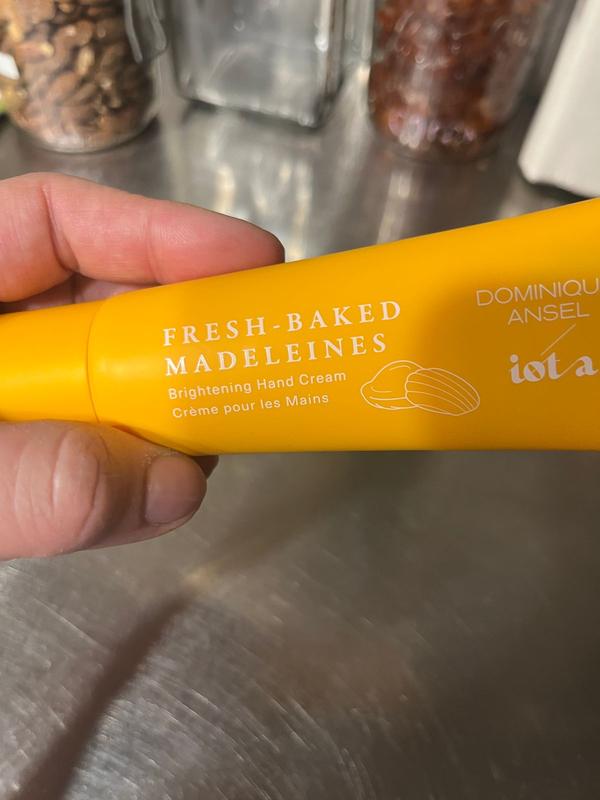 FRESH-BAKED
MADELEINES
Brightening Hand Cream
Crème pour les Mains
DOMINIQU
ANSEL
iota